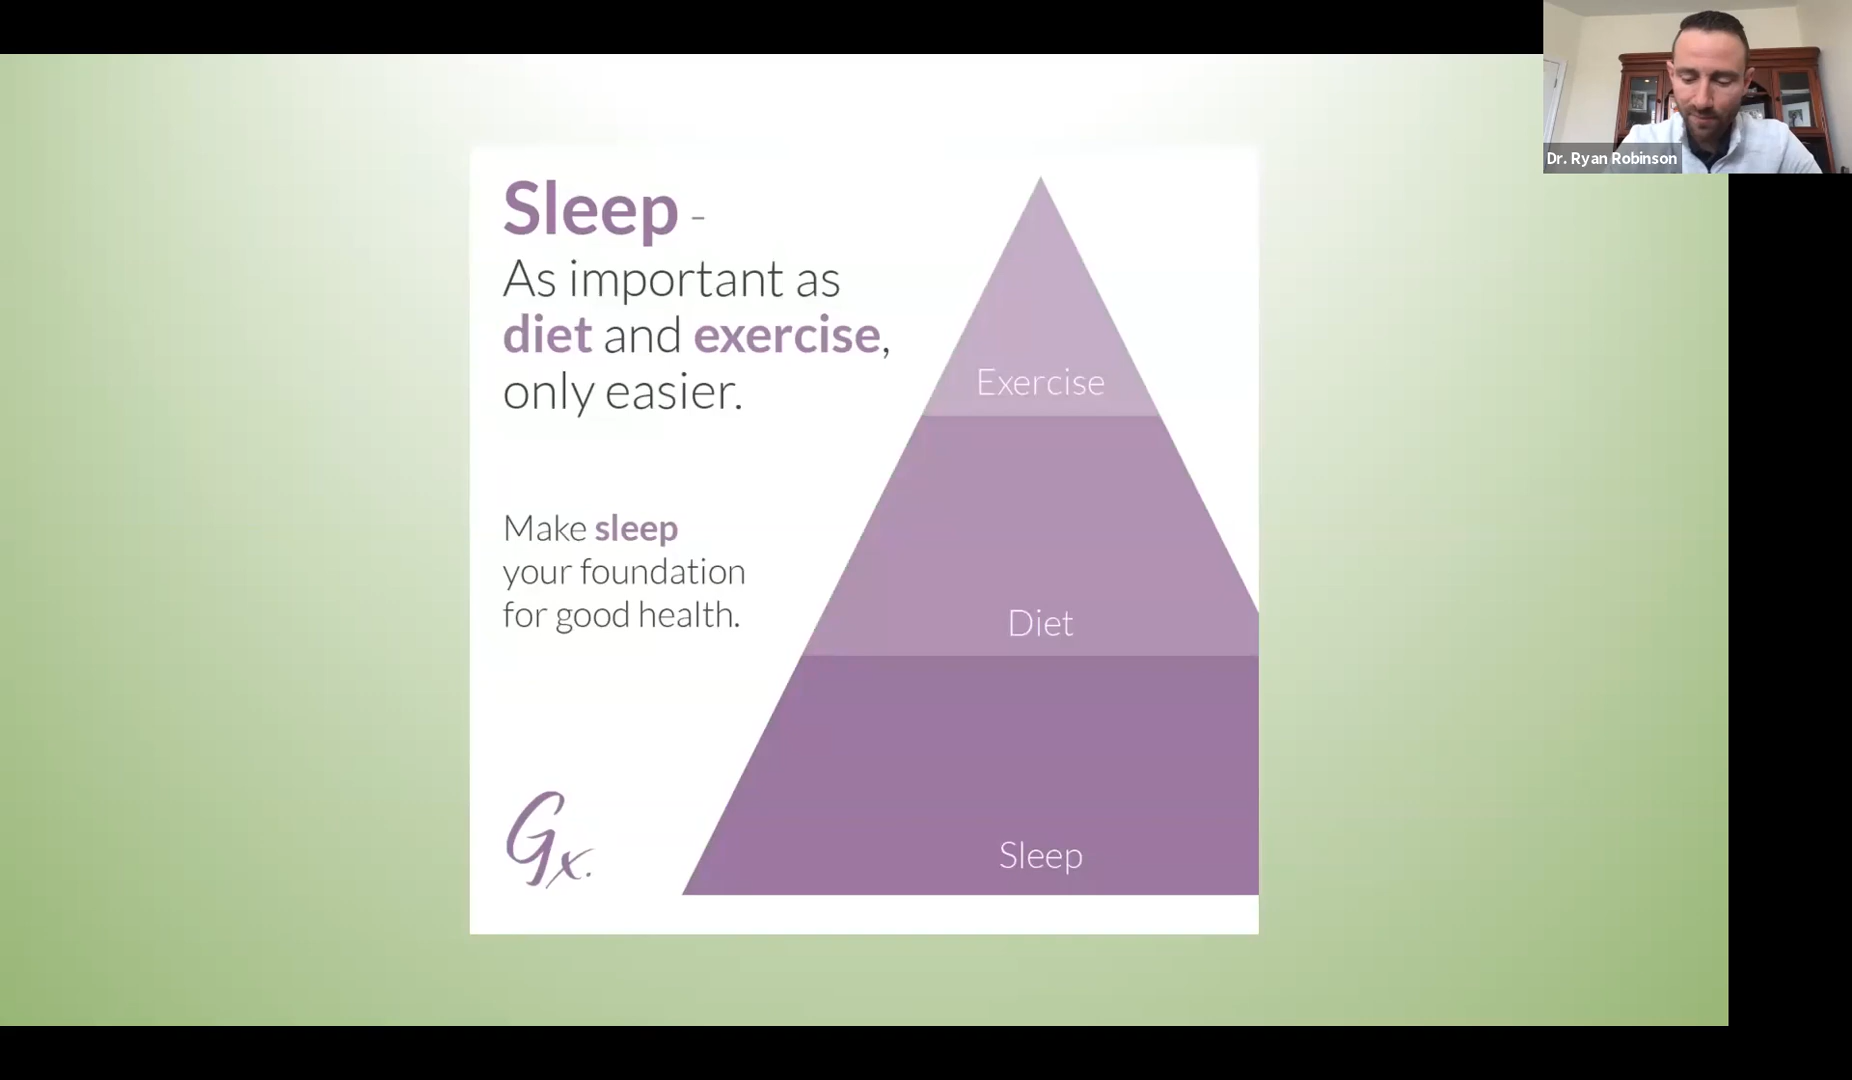 Dr. Ryan Robinson
Sleep -
As important as
diet and exercise,
only easier.
Make sleep
your foundation
for good health.
Exercise
Diet
Sleep
Gx.